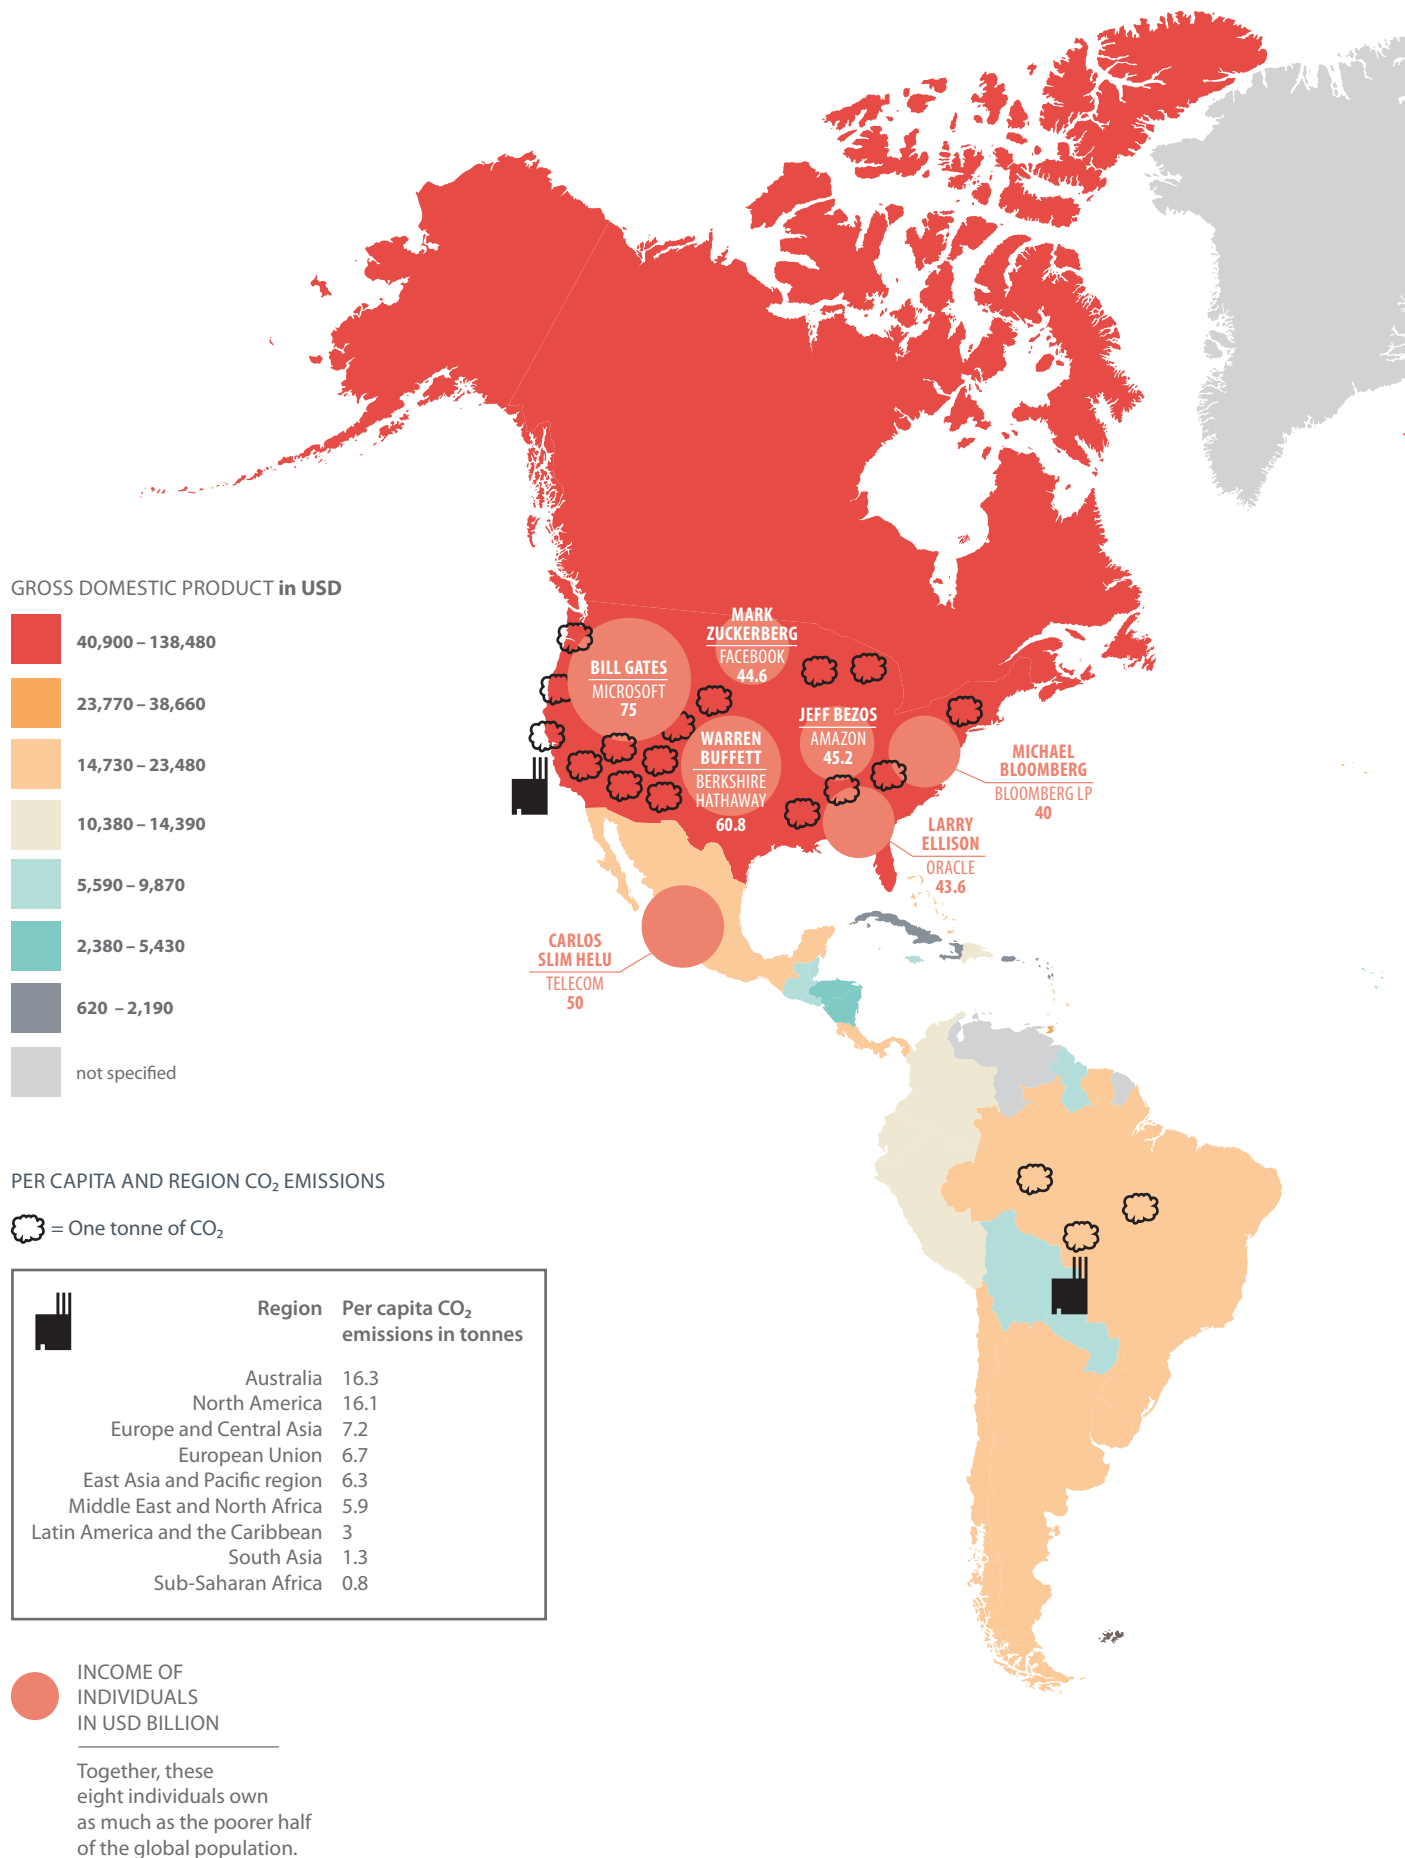 GROSS DOMESTIC PRODUCT in USD
40,900 – 138,480
23,770 – 38,660
14,730 – 23,480
10,380 – 14,390
5,590 – 9,870
2,380 – 5,430
620 – 2,190
not specified
MARK
ZUCKERBERG
FACEBOOK
44.6
BILL GATES
MICROSOFT
75
JEFF BEZOS
AMAZON
45.2
WARREN
BUFFETT
BERKSHIRE
HATHAWAY
60.8
MICHAEL
BLOOMBERG
BLOOMBERG LP
40
LARRY
ELLISON
ORACLE
43.6
CARLOS
SLIM HELU
TELECOM
50
PER CAPITA AND REGION CO₂ EMISSIONS
= One tonne of CO₂
Region Per capita CO₂
emissions in tonnes
Australia 16.3
North America 16.1
Europe and Central Asia 7.2
European Union 6.7
East Asia and Pacific region 6.3
Middle East and North Africa 5.9
Latin America and the Caribbean 3
South Asia 1.3
Sub-Saharan Africa 0.8
INCOME OF
INDIVIDUALS
IN USD BILLION
Together, these
eight individuals own
as much as the poorer half
of the global population.